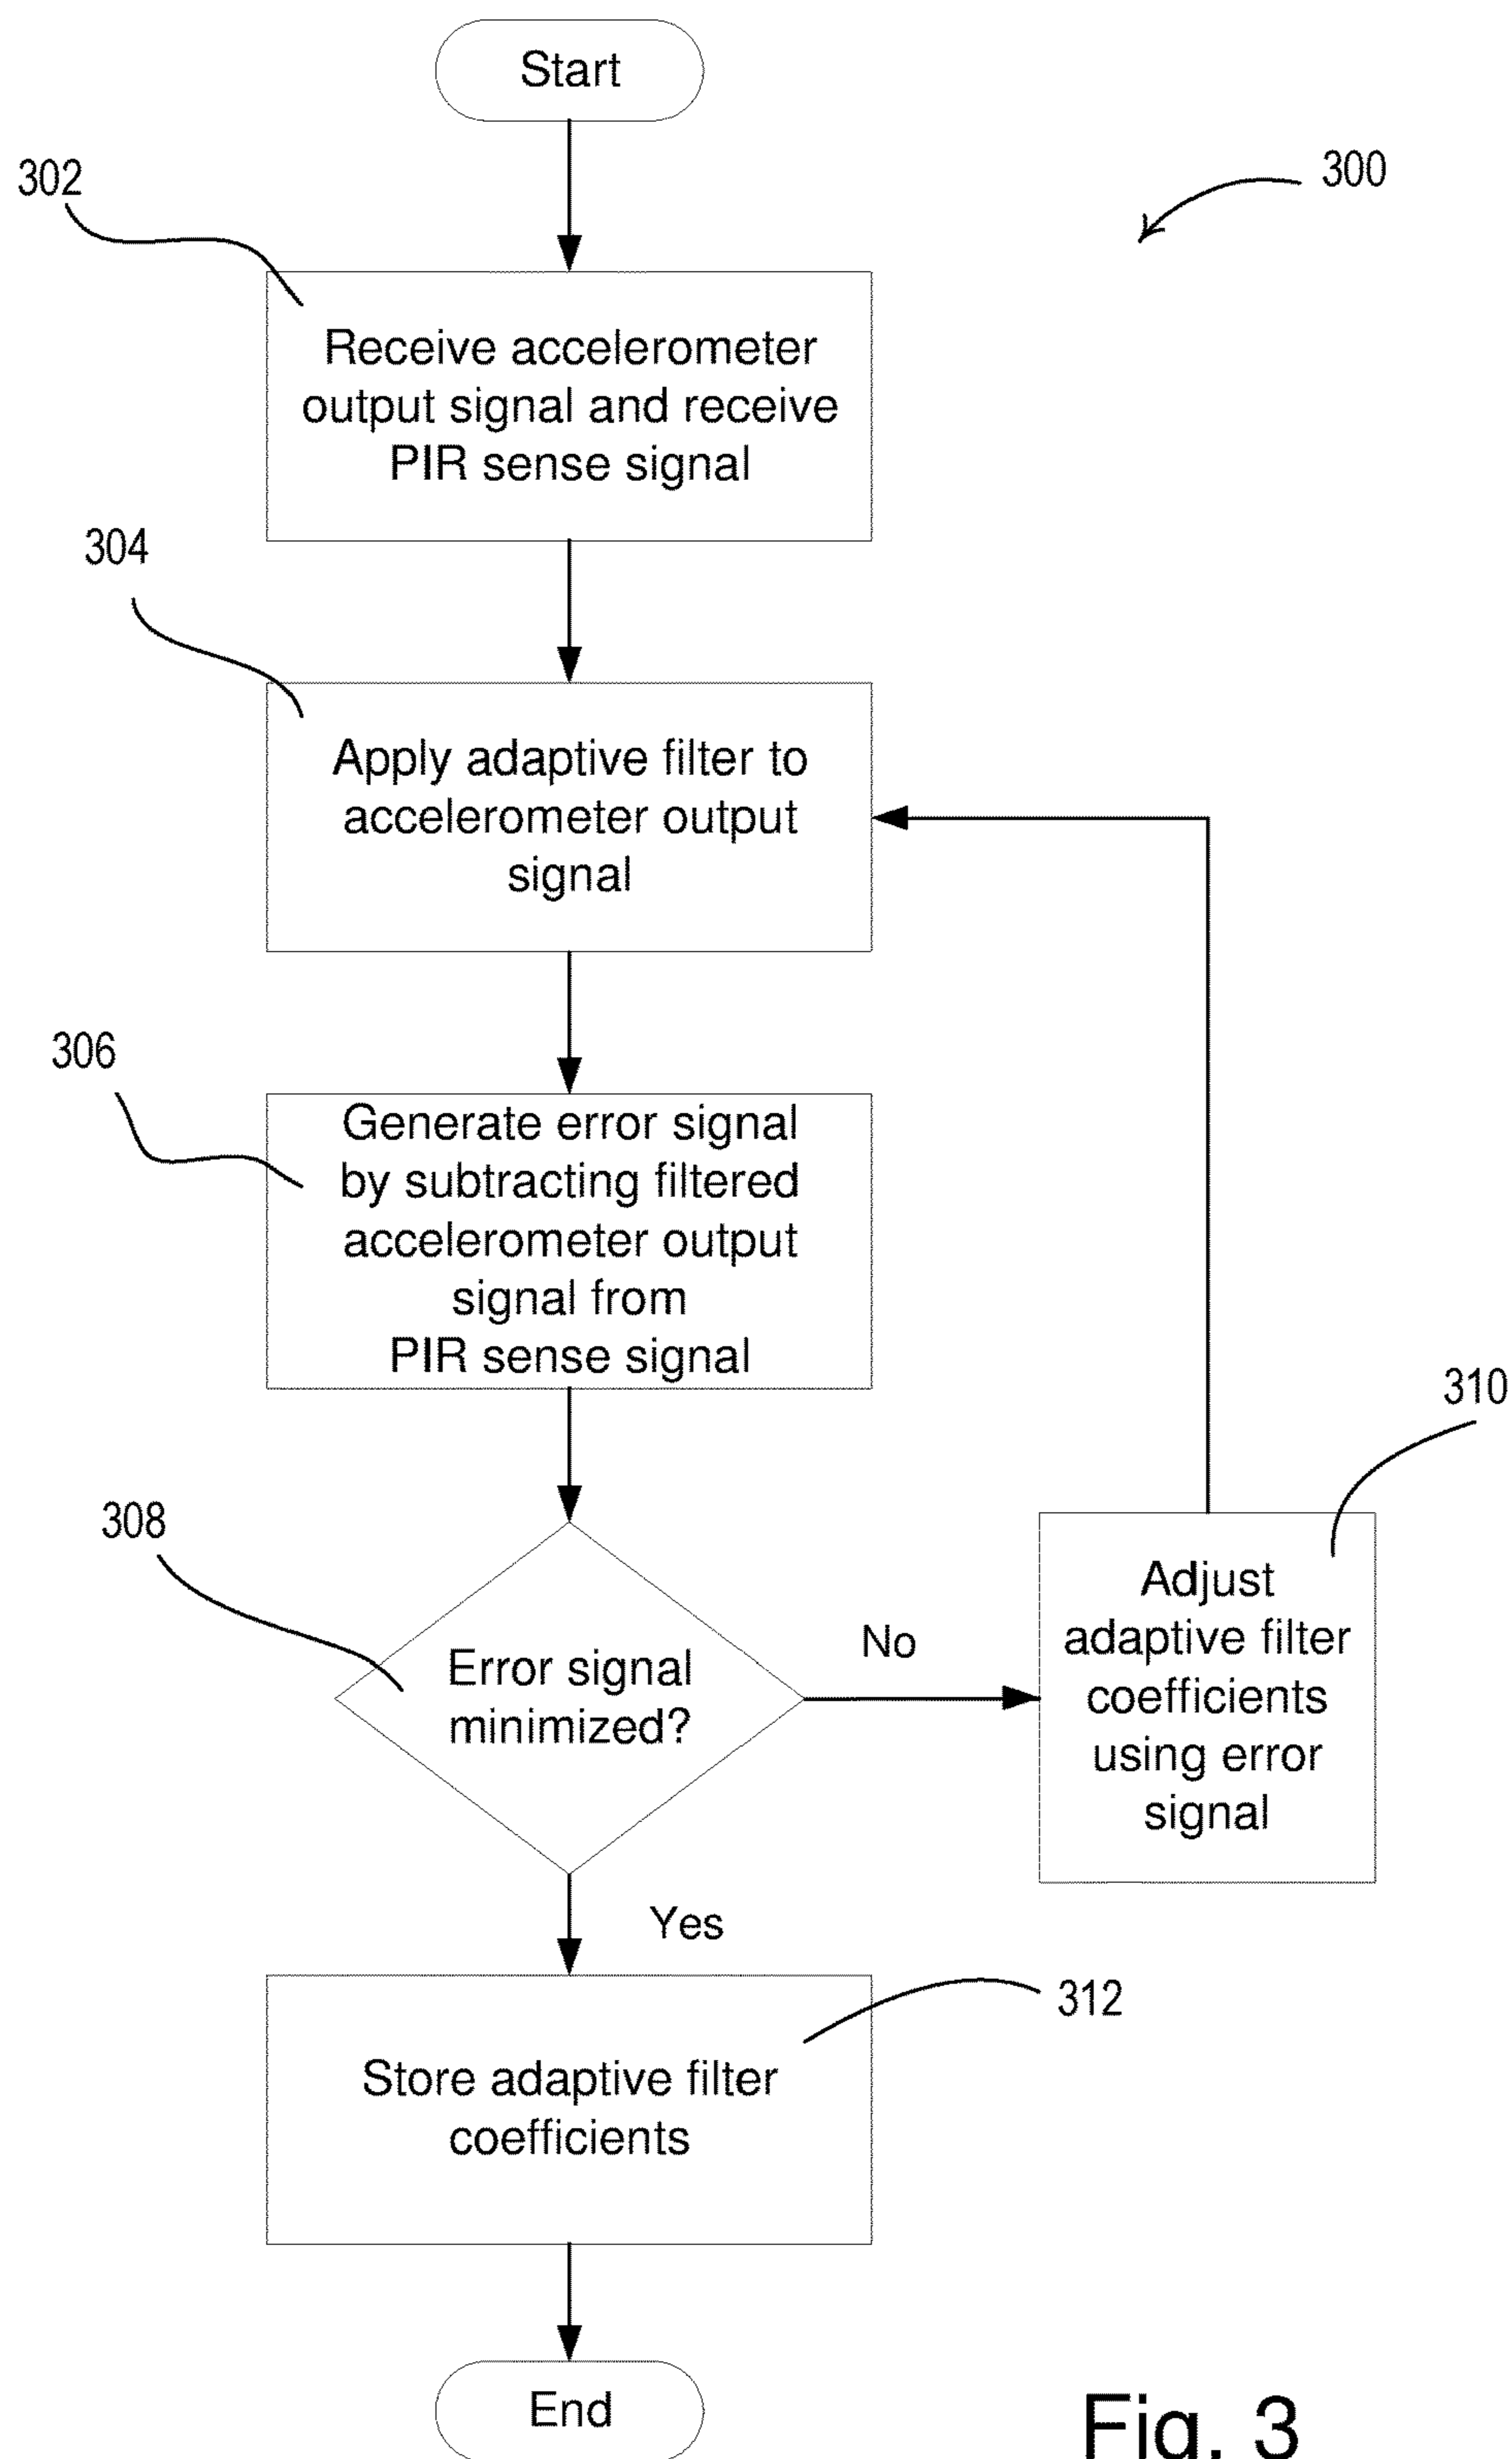 Start
302
300
Receive accelerometer
output signal and receive
PIR sense signal
304
Apply adaptive filter to
accelerometer output
signal
306
Generate error signal
by subtracting filtered
accelerometer output
signal from
PIR sense signal
310
308
Error signal
minimized?
No
Adjust
adaptive filter
coefficients
using error
signal
Yes
312
Store adaptive filter
coefficients
End
Fig. 3